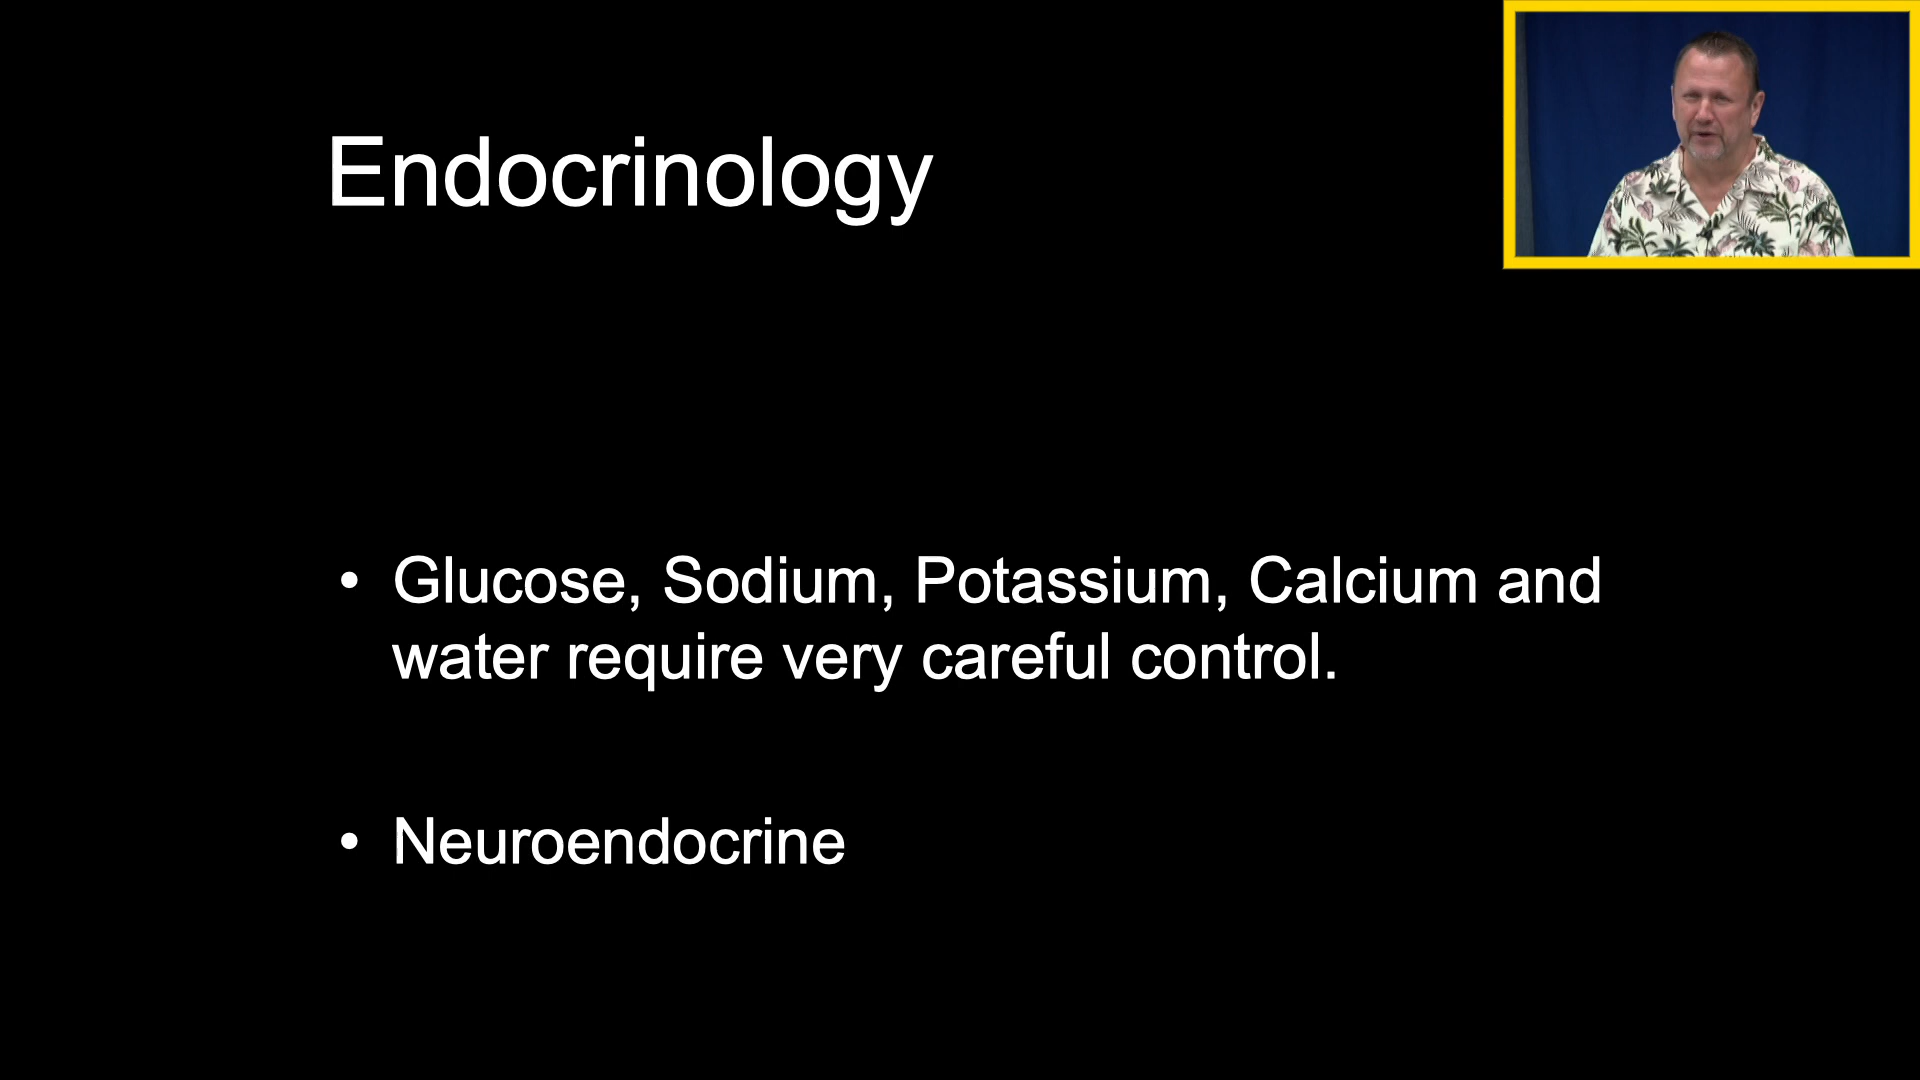 Endocrinology
• Glucose, Sodium, Potassium, Calcium and
water require very careful control.
• Neuroendocrine